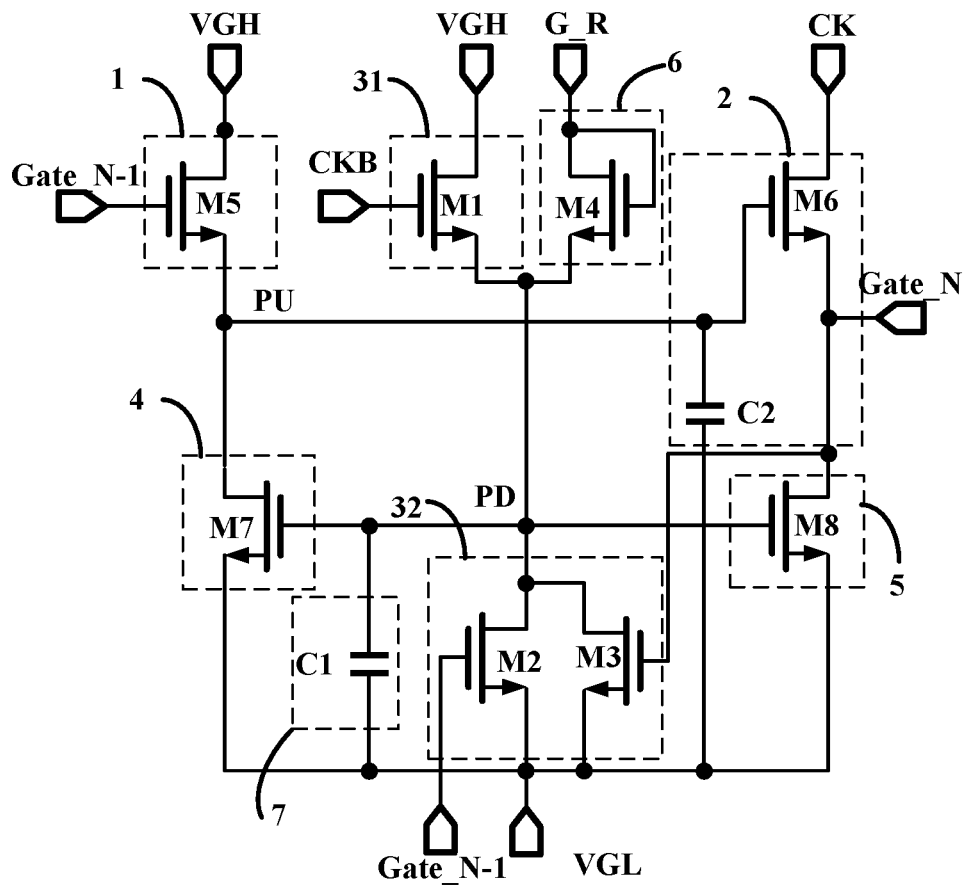 VGH VGH G_R CK
1 31 6 2
Gate_N-1 CKB
M5 M1 M4 M6
PU Gate_N
4 C2
32 PD
M7 M8
5
C1 M2 M3
7
Gate_N-1 VGL